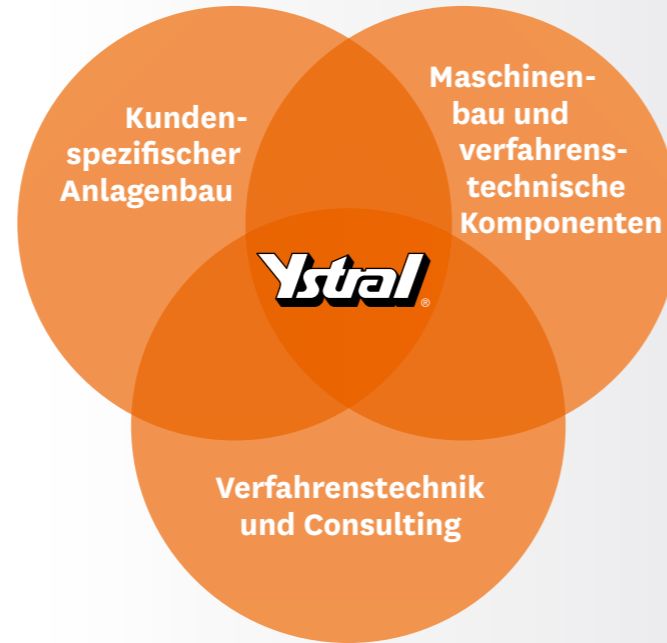 Kunden-
spezifischer
Anlagenbau
Maschinen-
bau und
verfahrens-
technische
Komponenten
Ystral®
Verfahrenstechnik
und Consulting